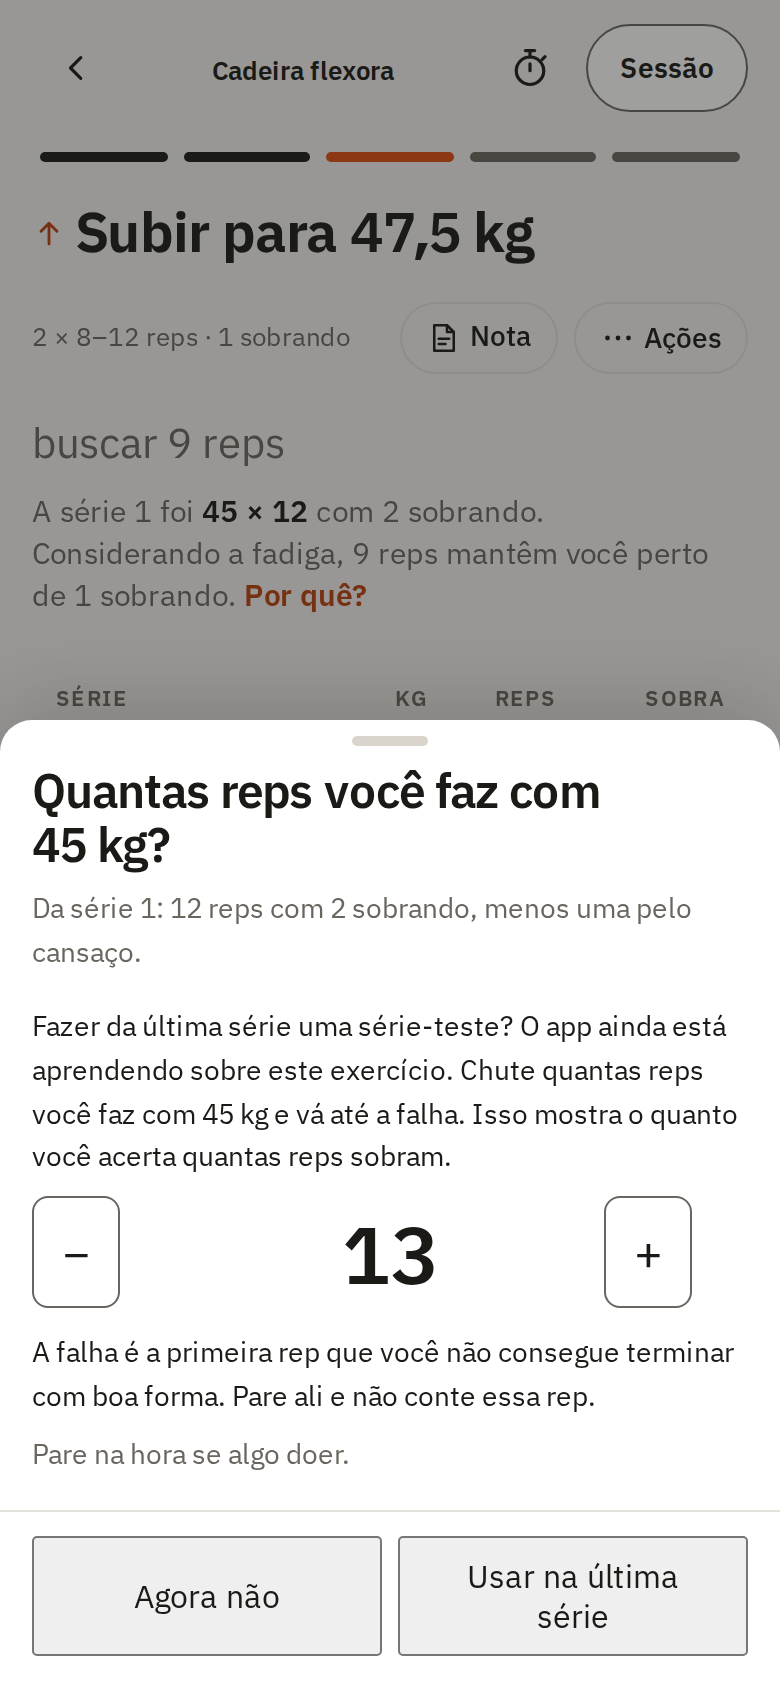 Cadeira flexora
Sessão
Subir para 47,5 kg
2 × 8–12 reps · 1 sobrando
Nota
Ações
buscar 9 reps
A série 1 foi 45 × 12 com 2 sobrando.
Considerando a fadiga, 9 reps mantêm você perto
de 1 sobrando. Por quê?
SÉRIE KG REPS SOBRA
Quantas reps você faz com
45 kg?
Da série 1: 12 reps com 2 sobrando, menos uma pelo
cansaço.
Fazer da última série uma série-teste? O app ainda está
aprendendo sobre este exercício. Chute quantas reps
você faz com 45 kg e vá até a falha. Isso mostra o quanto
você acerta quantas reps sobram.
− 13 +
A falha é a primeira rep que você não consegue terminar
com boa forma. Pare ali e não conte essa rep.
Pare na hora se algo doer.
Agora não
Usar na última
série